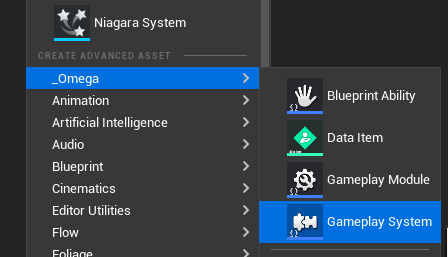 Niagara System
CREATE ADVANCED ASSET
_Omega
Animation
Artificial Intelligence
Audio
Blueprint
Cinematics
Editor Utilities
Flow
Foliage
Blueprint Ability
Data Item
Gameplay Module
Gameplay System